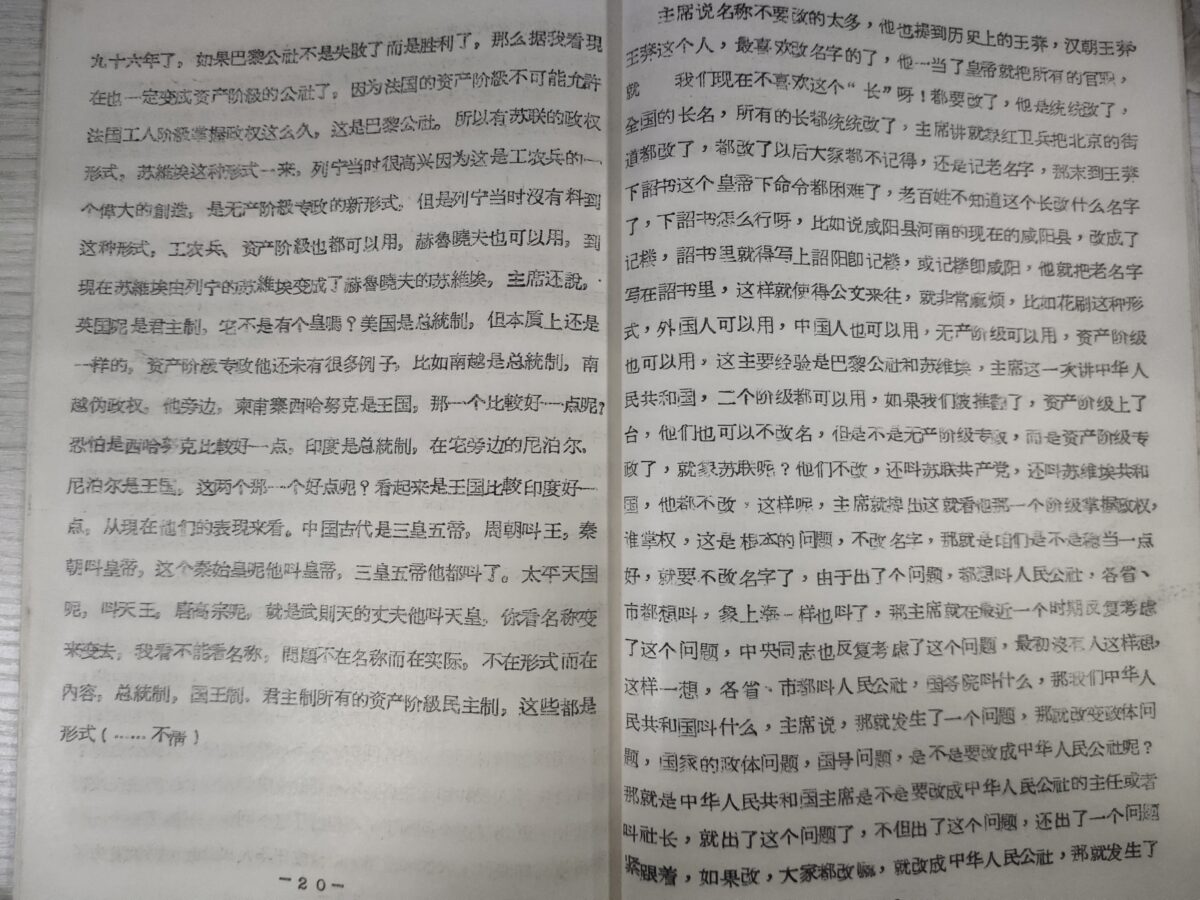 九十六年了，如果巴黎公社不是失敗了而是胜利了，那么据我看現
在也一定变成资产阶級的公社了，因为法国的资产阶級不可能允許
法国工人阶級掌握政权这么久，这是巴黎公社。所以有苏联的政权
形式，苏維埃这种形式一来，列宁当时很高兴因为这是工农兵的一
个偉大的創造，是无产阶級专政的新形式，但是列宁当时沒有料到
这种形式，工农兵、资产阶級也都可以用，赫魯曉夫也可以用，到
現在苏維埃由列宁的苏維埃变成了赫魯曉夫的苏維埃，主席还說，
英国呢是君主制，它不是有个皇嗎？美国是总統制，但本质上还是
一样的，资产阶級专政他还未有很多例子，比如南越是总統制，南
越伪政权，他旁边，柬甫寨西哈努克是王国，那一个比較好一点呢？
恐怕是西哈努克比較好一点，印度是总統制，在它旁边的尼泊尔，
尼泊尔是王国，这两个那一个好点呢？看起来是王国比較印度好一
点，从現在他們的表現来看。中国古代是三皇五帝，周朝叫王，秦
朝叫皇帝，这个秦始皇呢他叫皇帝，三皇五帝他都叫了。太平天国
呢，叫天王，唐高宗呢，就是武則天的丈夫他叫天皇，你看名称变
来变去，我看不能看名称，問題不在名称而在实际，不在形式而在
內容，总統制，国王制、君主制所有的资产阶級民主制，这些都是
形式（……不清）
－20－
主席说名称不要改的太多，他也提到历史上的王莽，汉朝王莽
王莽这个人，最喜欢改名字的了，他一当了皇帝就把所有的官职，
就　我们现在不喜欢这个“长”呀！都要改了，他是统统改了，
全国的长名，所有的长都统统改了，主席讲就象红卫兵把北京的街
道都改了，都改了以后大家都不记得，还是记老名字，那末到王莽
下詔书这个皇帝下命令都困难了，老百姓不知道这个长改什么名字
了，下詔书怎么行呀，比如说咸阳县河南的现在的咸阳县，改成了
记楼，詔书里就得写上詔阳即记楼，或记楼即咸阳，他就把老名字
写在詔书里，这样就使得公文来往，就非常麻烦，比如花刷这种形
式，外国人可以用，中国人也可以用，无产阶级可以用，资产阶级
也可以用，这主要经验是巴黎公社和苏维埃，主席这一次讲中华人
民共和国，二个阶级都可以用，如果我们被推翻了，资产阶级上了
台，他们也可以不改名，但是不是无产阶级专政，而是资产阶级专
政了，就象苏联呢？他们不改，还叫苏联共产党，还叫苏维埃共和
国，他都不改，这样呢，主席就提出这就看他那一个阶级掌握政权，
谁掌权，这是根本的问题，不改名字，那就是咱们是不是稳当一点
好，就要不改名字了，由于出了个问题，都想叫人民公社，各省、
市都想叫，象上海一样也叫了，那主席就在最近一个时期反复考虑
了这个问题，中央同志也反复考虑了这个问题，最初沒有人这样想，
这样一想，各省、市都叫人民公社，国务院叫什么，那我们中华人
民共和国叫什么，主席说，那就发生了一个问题，那就改变政体问
题，国家的政体问题，国号问题，是不是要改成中华人民公社呢？
那就是中华人民共和国主席是不是要改成中华人民公社的主任或者
叫社长，就出了这个问题了，不但出了这个问题，还出了一个问题
紧跟着，如果改，大家都改嘛，就改成中华人民公社，那就发生了